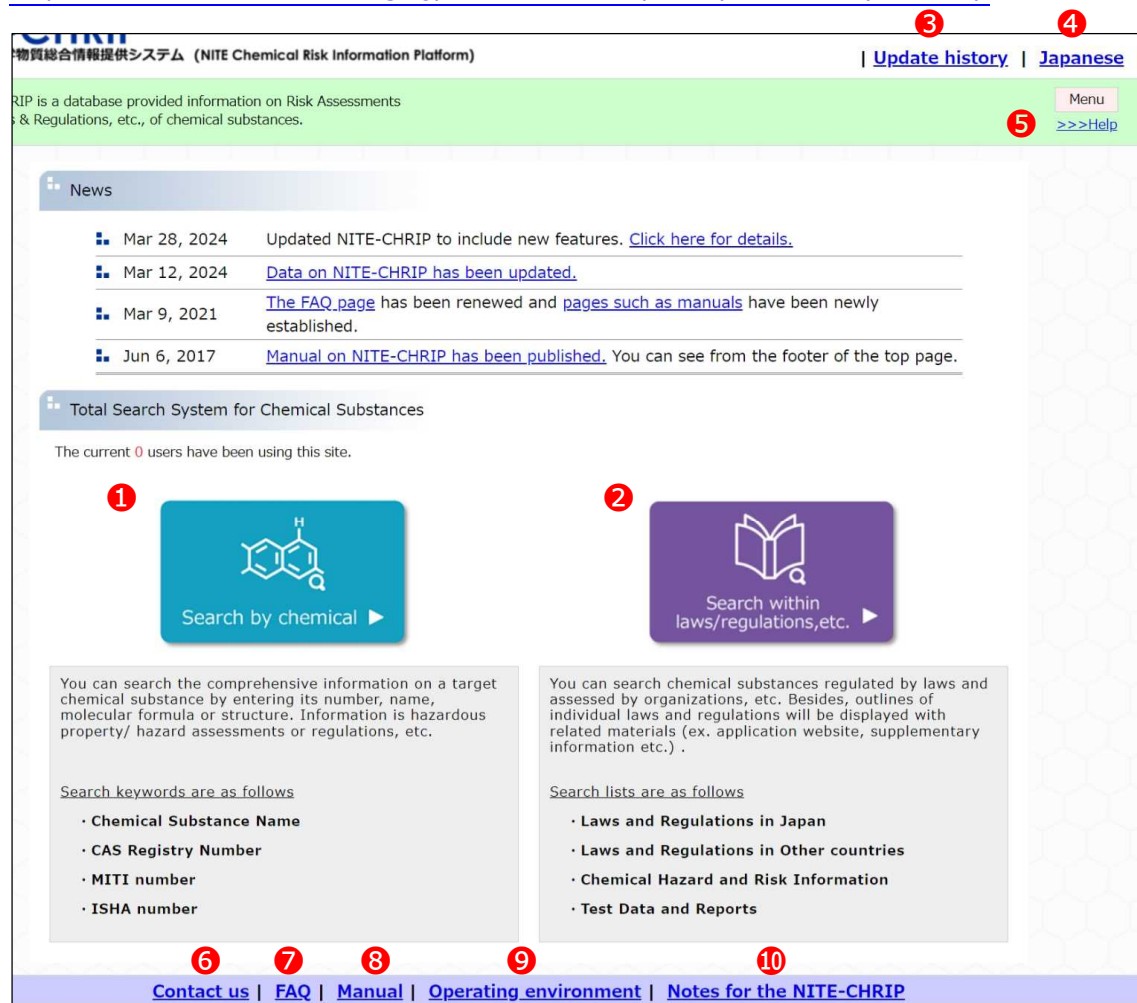 ❸ ❹
物質総合情報提供システム (NITE Chemical Risk Information Platform)
| Update history | Japanese
RIP is a database provided information on Risk Assessments
& Regulations, etc., of chemical substances.
Menu
❺ >>>Help
News
Mar 28, 2024 Updated NITE-CHRIP to include new features. Click here for details.
Mar 12, 2024 Data on NITE-CHRIP has been updated.
Mar 9, 2021 The FAQ page has been renewed and pages such as manuals have been newly
established.
Jun 6, 2017 Manual on NITE-CHRIP has been published. You can see from the footer of the top page.
Total Search System for Chemical Substances
The current 0 users have been using this site.
❶
H
Search by chemical ▶
❷
Search within
laws/regulations,etc. ▶
You can search the comprehensive information on a target
chemical substance by entering its number, name,
molecular formula or structure. Information is hazardous
property/ hazard assessments or regulations, etc.
Search keywords are as follows
・Chemical Substance Name
・CAS Registry Number
・MITI number
・ISHA number
You can search chemical substances regulated by laws and
assessed by organizations, etc. Besides, outlines of
individual laws and regulations will be displayed with
related materials (ex. application website, supplementary
information etc.) .
Search lists are as follows
・Laws and Regulations in Japan
・Laws and Regulations in Other countries
・Chemical Hazard and Risk Information
・Test Data and Reports
❻ ❼ ❽ ❾ ❿
Contact us | FAQ | Manual | Operating environment | Notes for the NITE-CHRIP